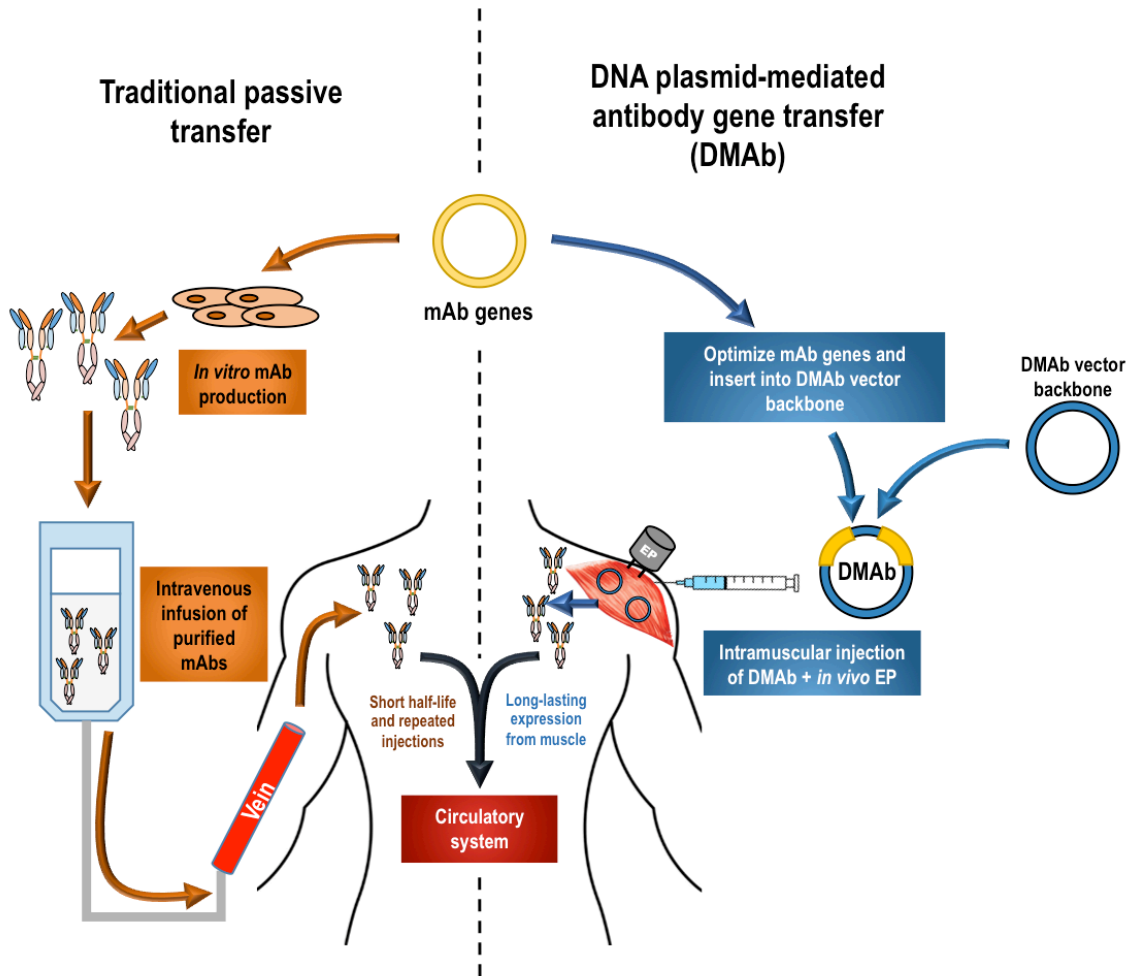 Traditional passive
transfer
DNA plasmid-mediated
antibody gene transfer
(DMAb)
mAb genes
In vitro mAb
production
Optimize mAb genes and
insert into DMAb vector
backbone
DMAb vector
backbone
Intravenous
infusion of
purified
mAbs
EP
DMAb
Intramuscular injection
of DMAb + in vivo EP
Short half-life
and repeated
injections
Long-lasting
expression
from muscle
Vein
Circulatory
system